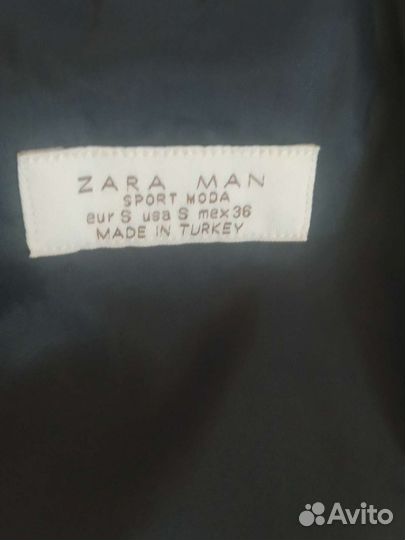 ZARA MAN
SPORT MODA
eur S usa S mex 36
MADE IN TURKEY
Avito